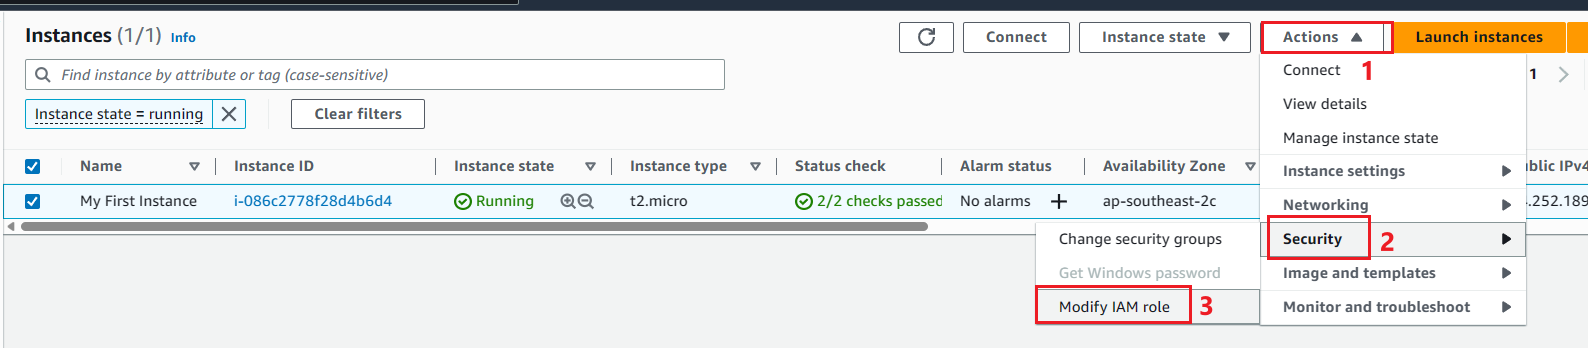 Instances (1/1) Info
Connect
Instance state
Actions
Launch instances
1
Find instance by attribute or tag (case-sensitive)
Connect
1
View details
Instance state = running
Clear filters
Manage instance state
Name
Instance ID
Instance state
Instance type
Status check
Alarm status
Availability Zone
Instance settings
My First Instance
i-086c2778f28d4b6d4
Running
t2.micro
2/2 checks passed
No alarms
ap-southeast-2c
Networking
.252.189
Change security groups
Security
2
Get Windows password
Image and templates
Modify IAM role
3
Monitor and troubleshoot